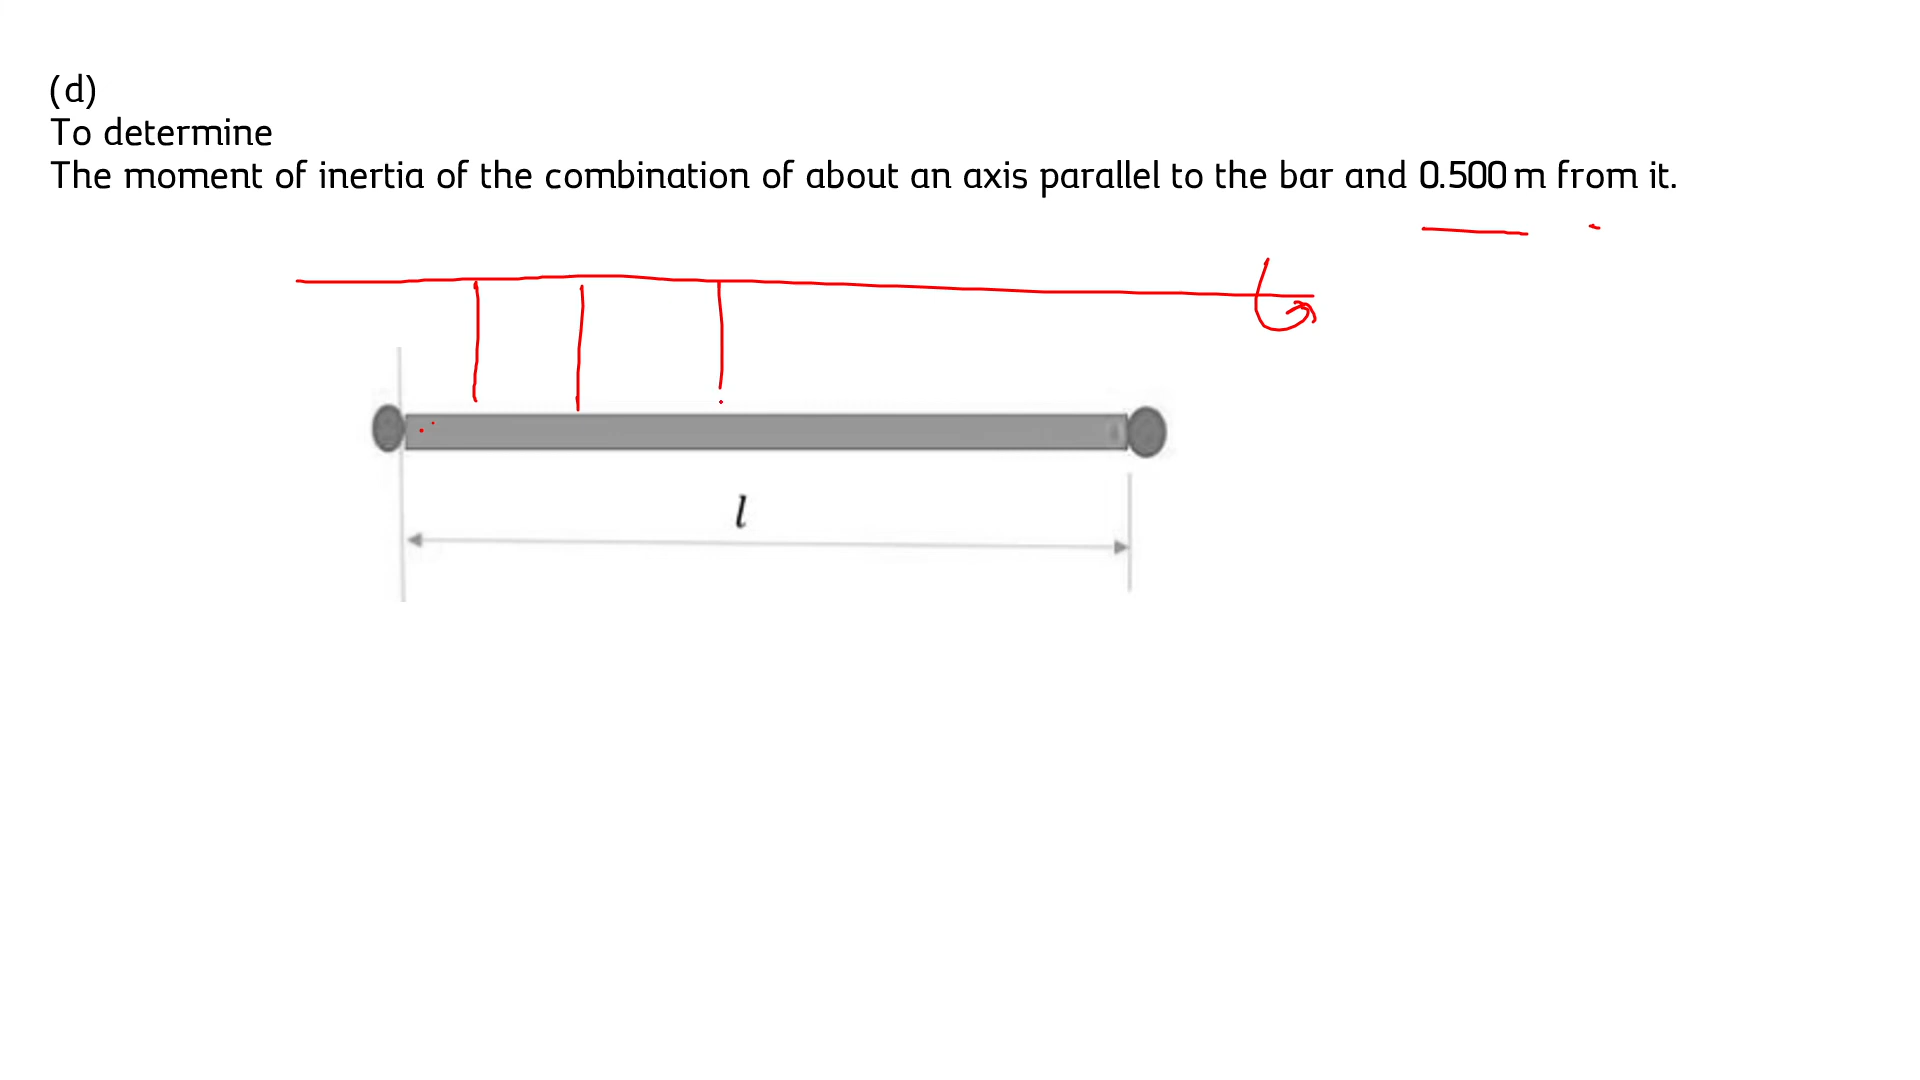 (d)
To determine
The moment of inertia of the combination of about an axis parallel to the bar and 0.500 m from it.
l